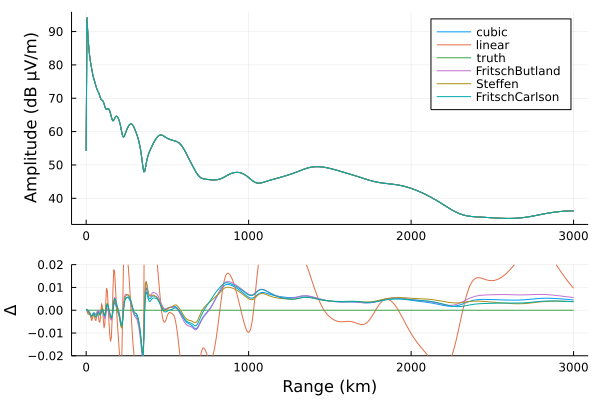 Amplitude (dB μV/m)
90
80
70
60
50
40
0
1000
2000
3000
cubic
linear
truth
FritschButland
Steffen
FritschCarlson
Δ
0.02
0.01
0.00
−0.01
−0.02
0
1000
2000
3000
Range (km)